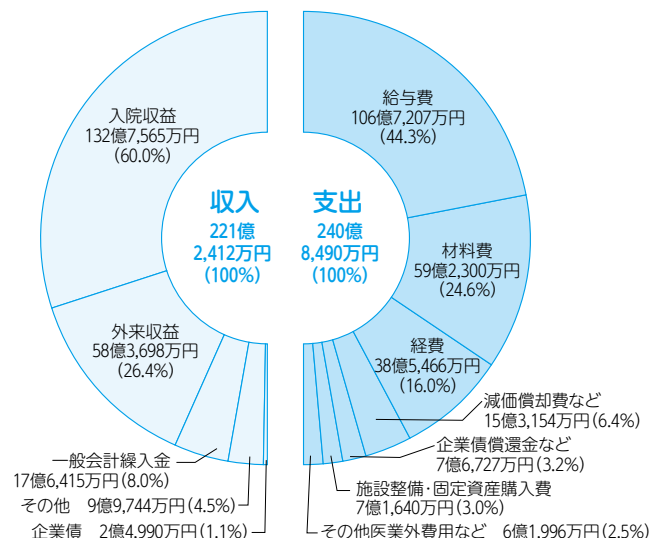 入院収益
132億7,565万円
(60.0%)
外来収益
58億3,698万円
(26.4%)
一般会計繰入金
17億6,415万円(8.0%)
その他 9億9,744万円(4.5%)
企業債 2億4,990万円(1.1%)
収入
221億
2,412万円
(100%)
支出
240億
8,490万円
(100%)
給与費
106億7,207万円
(44.3%)
材料費
59億2,300万円
(24.6%)
経費
38億5,466万円
(16.0%)
減価償却費など
15億3,154万円(6.4%)
企業債償還金など
7億6,727万円(3.2%)
施設整備・固定資産購入費
7億1,640万円(3.0%)
その他医業外費用など 6億1,996万円(2.5%)